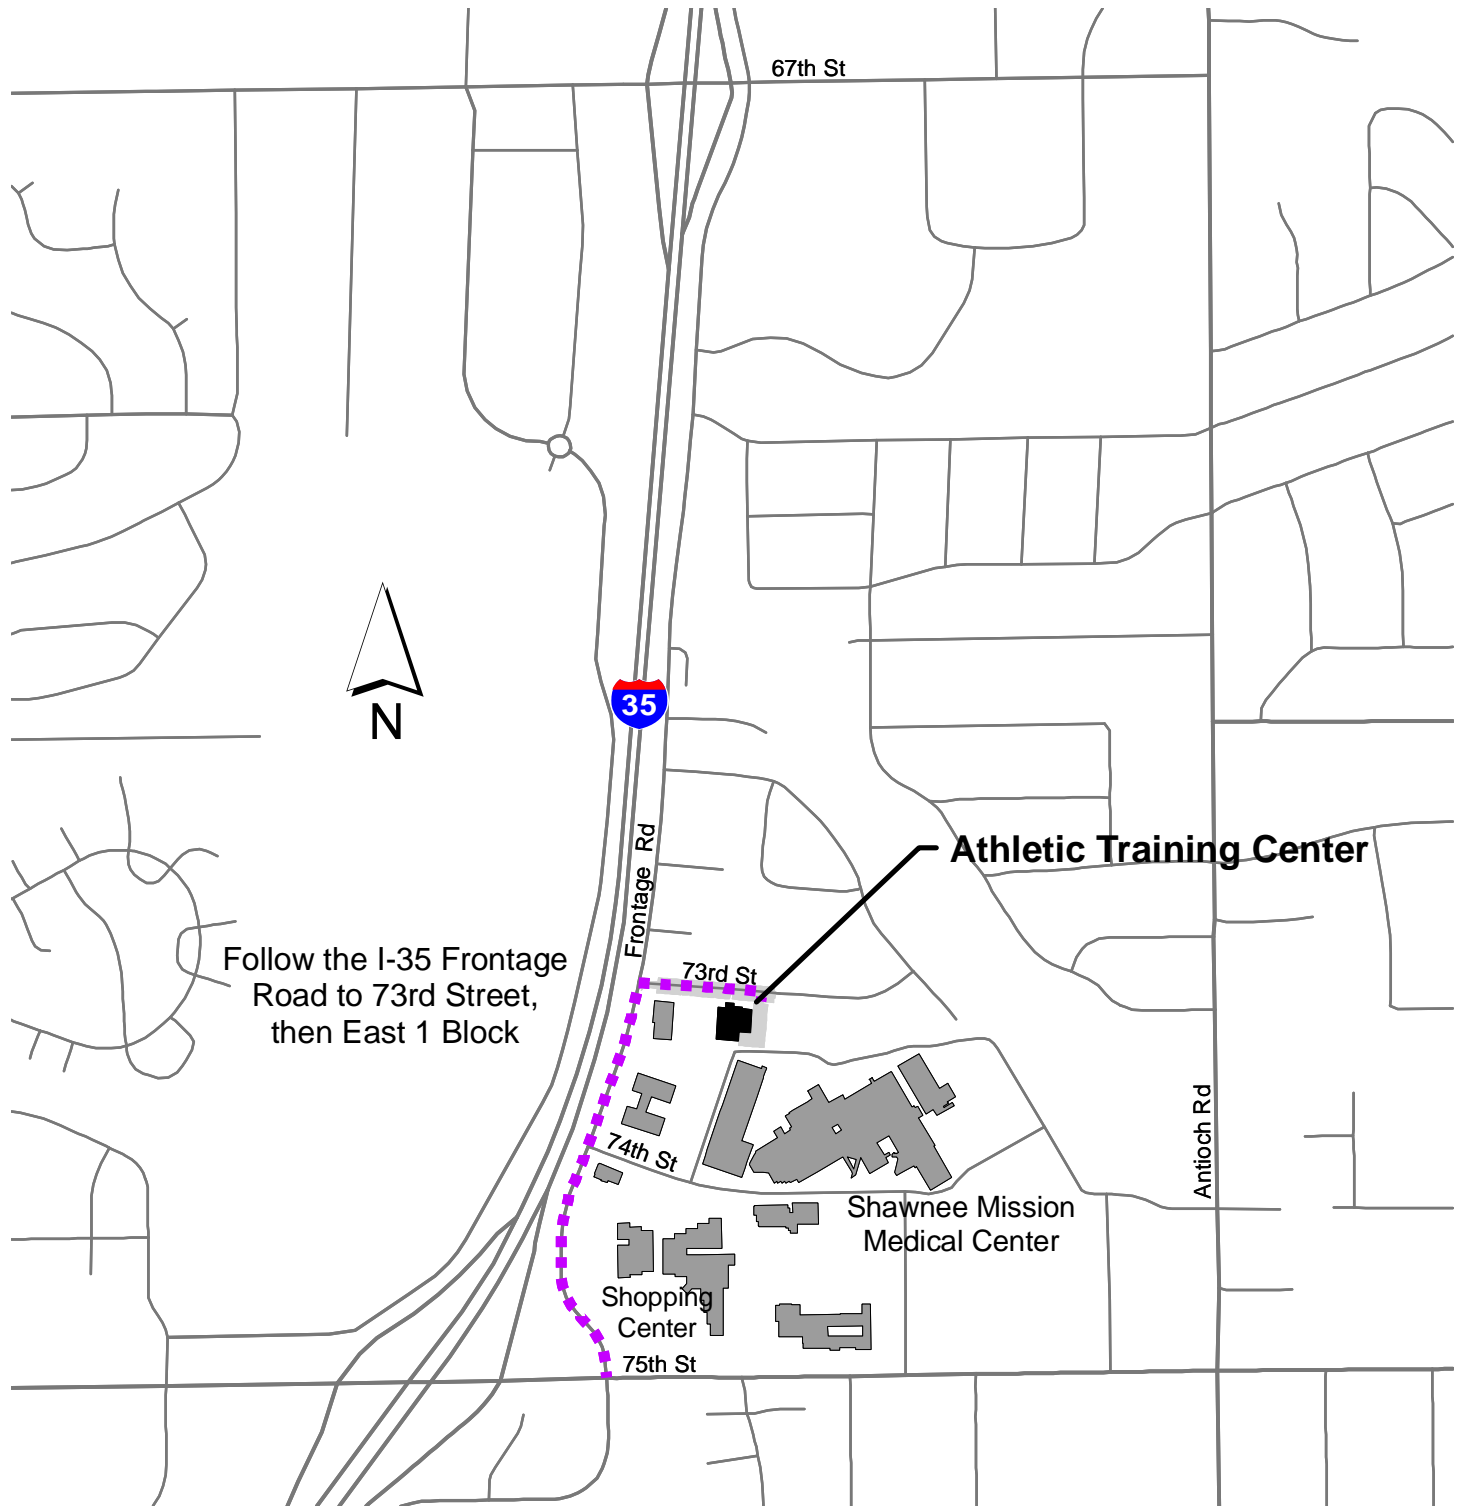 67th St
35
N
Frontage Rd
Athletic Training Center
Follow the I-35 Frontage
Road to 73rd Street,
then East 1 Block
73rd St
74th St
Antioch Rd
Shawnee Mission
Medical Center
Shopping
Center
75th St